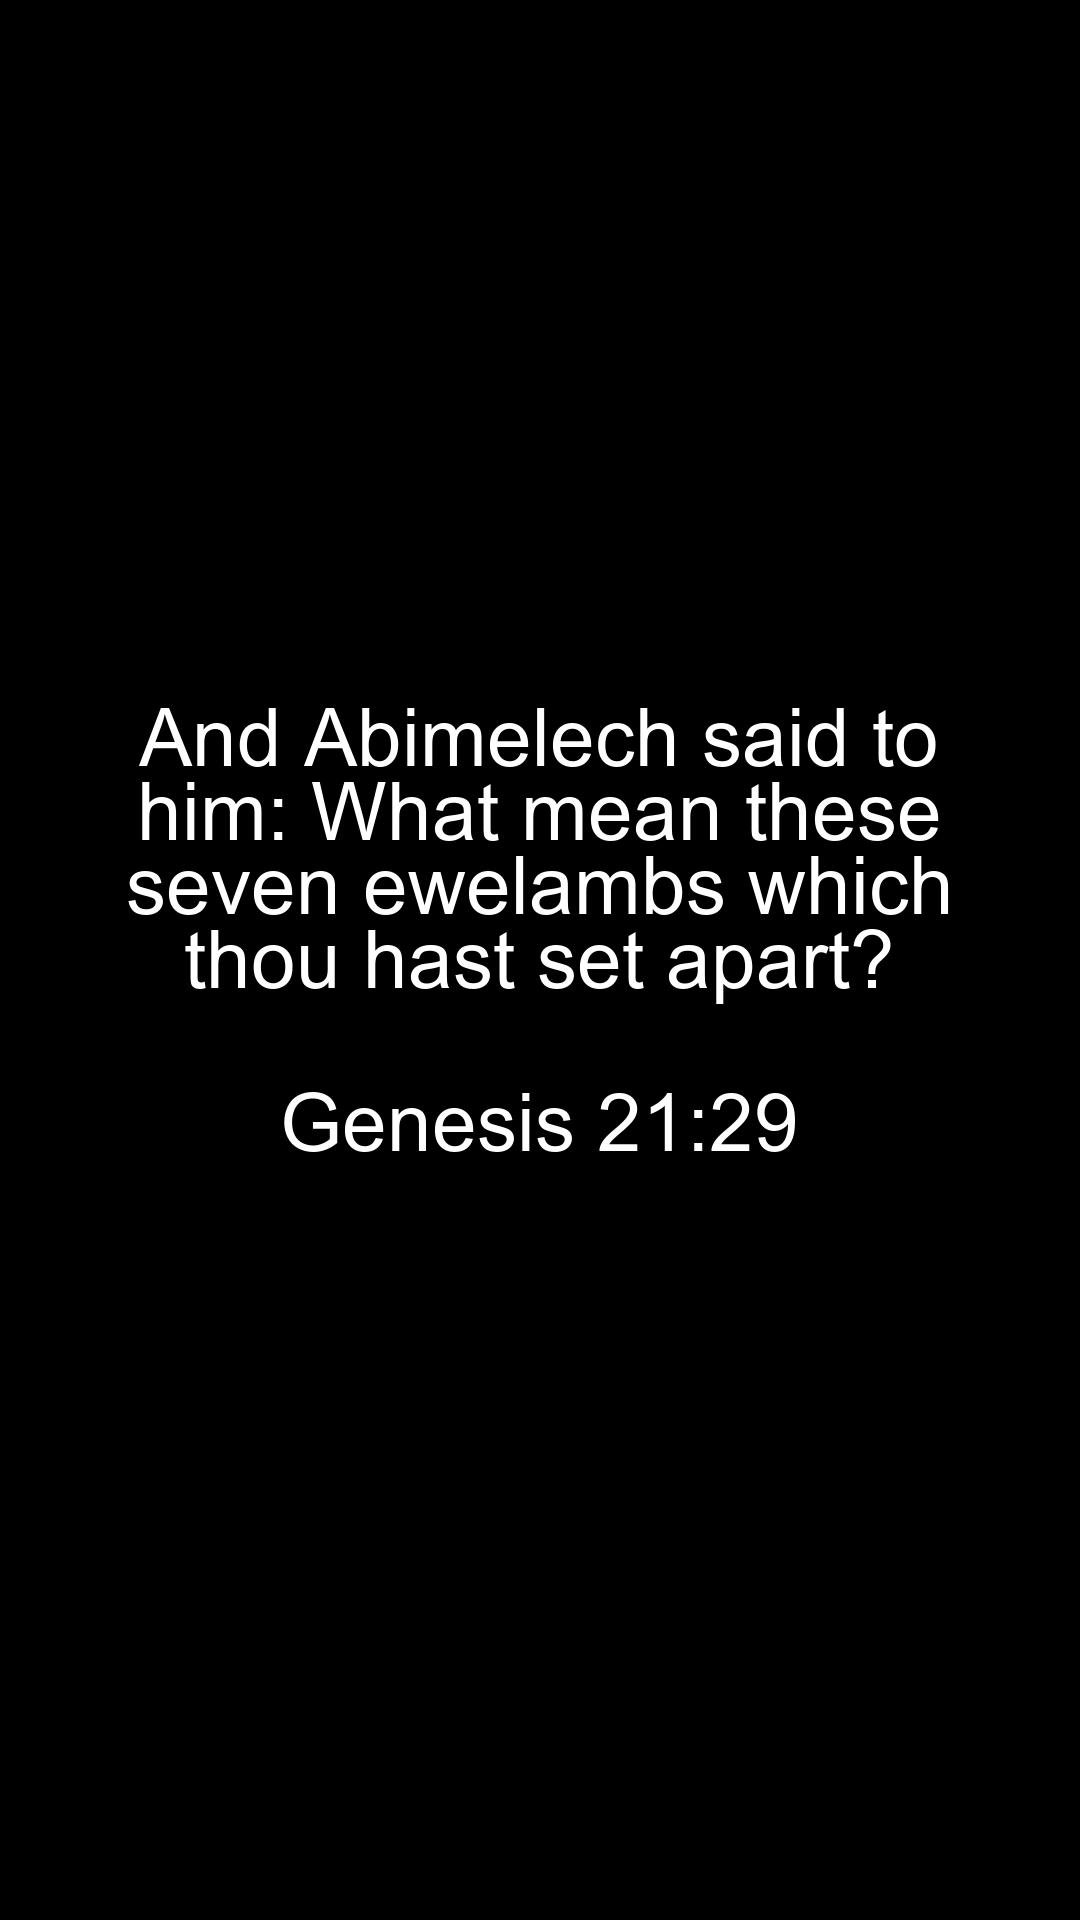 And Abimelech said to
him: What mean these
seven ewelambs which
thou hast set apart?
Genesis 21:29